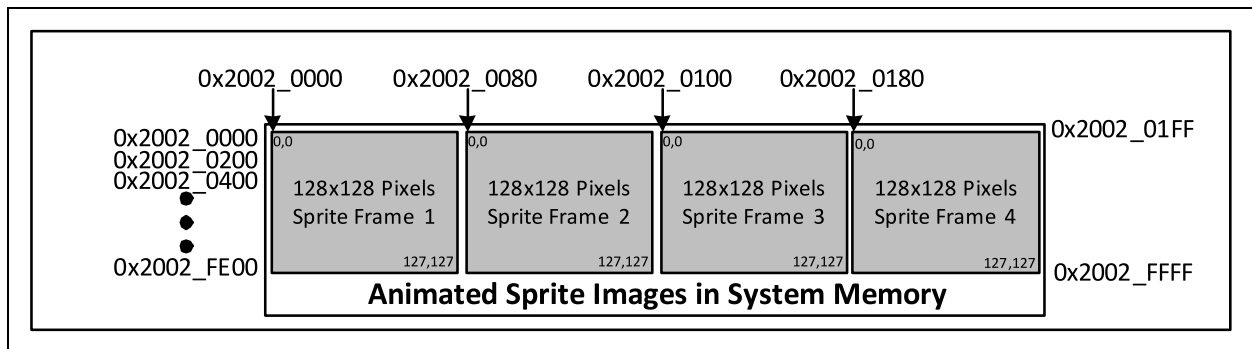 0x2002_0000 0x2002_0080 0x2002_0100 0x2002_0180
0x2002_0000
0x2002_0200
0x2002_0400
0x2002_FE00
0x2002_01FF
0x2002_FFFF
0,0
128x128 Pixels
Sprite Frame 1
127,127
0,0
128x128 Pixels
Sprite Frame 2
127,127
0,0
128x128 Pixels
Sprite Frame 3
127,127
0,0
128x128 Pixels
Sprite Frame 4
127,127
Animated Sprite Images in System Memory